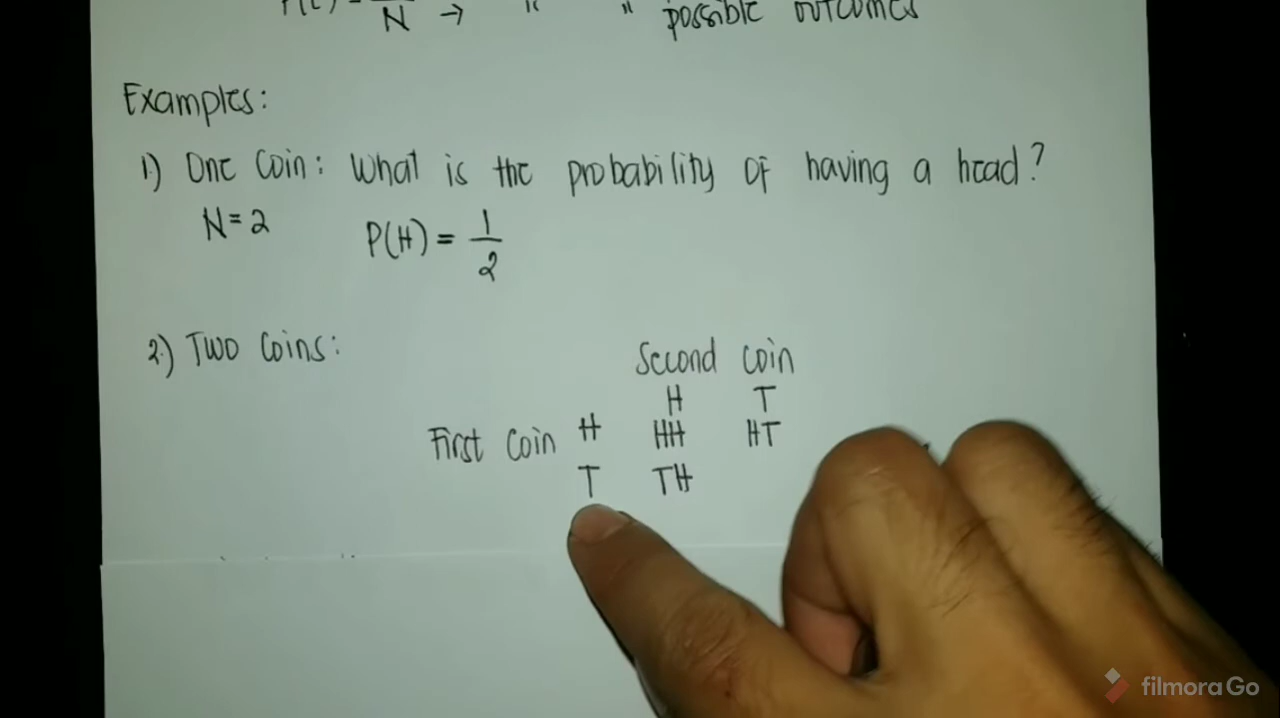 N → " " possible outcomes
Examples:
1.) One Coin: What is the probability of having a head?
N=2 P(H) = 1/2
2.) Two Coins:
Second coin
H T
First Coin H HH HT
T TH
filmoraGo